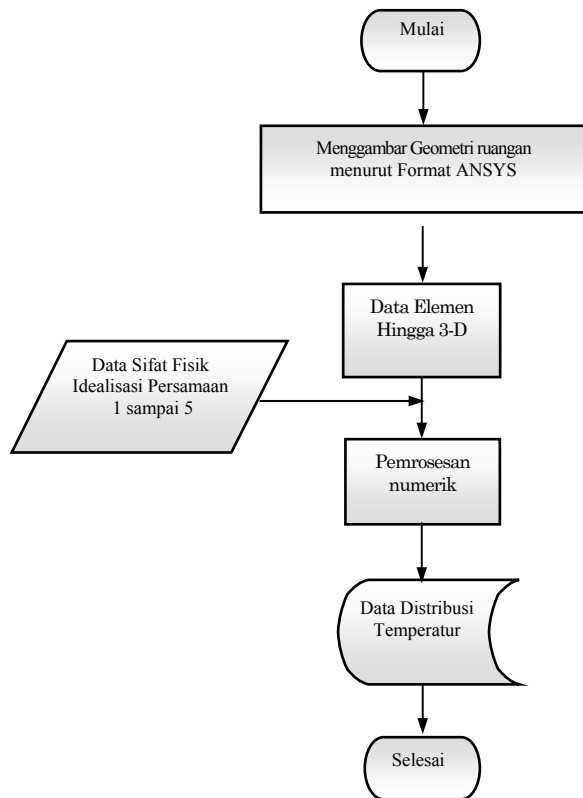 Mulai
Menggambar Geometri ruangan
menurut Format ANSYS
Data Elemen
Hingga 3-D
Data Sifat Fisik
Idealisasi Persamaan
1 sampai 5
Pemrosesan
numerik
Data Distribusi
Temperatur
Selesai